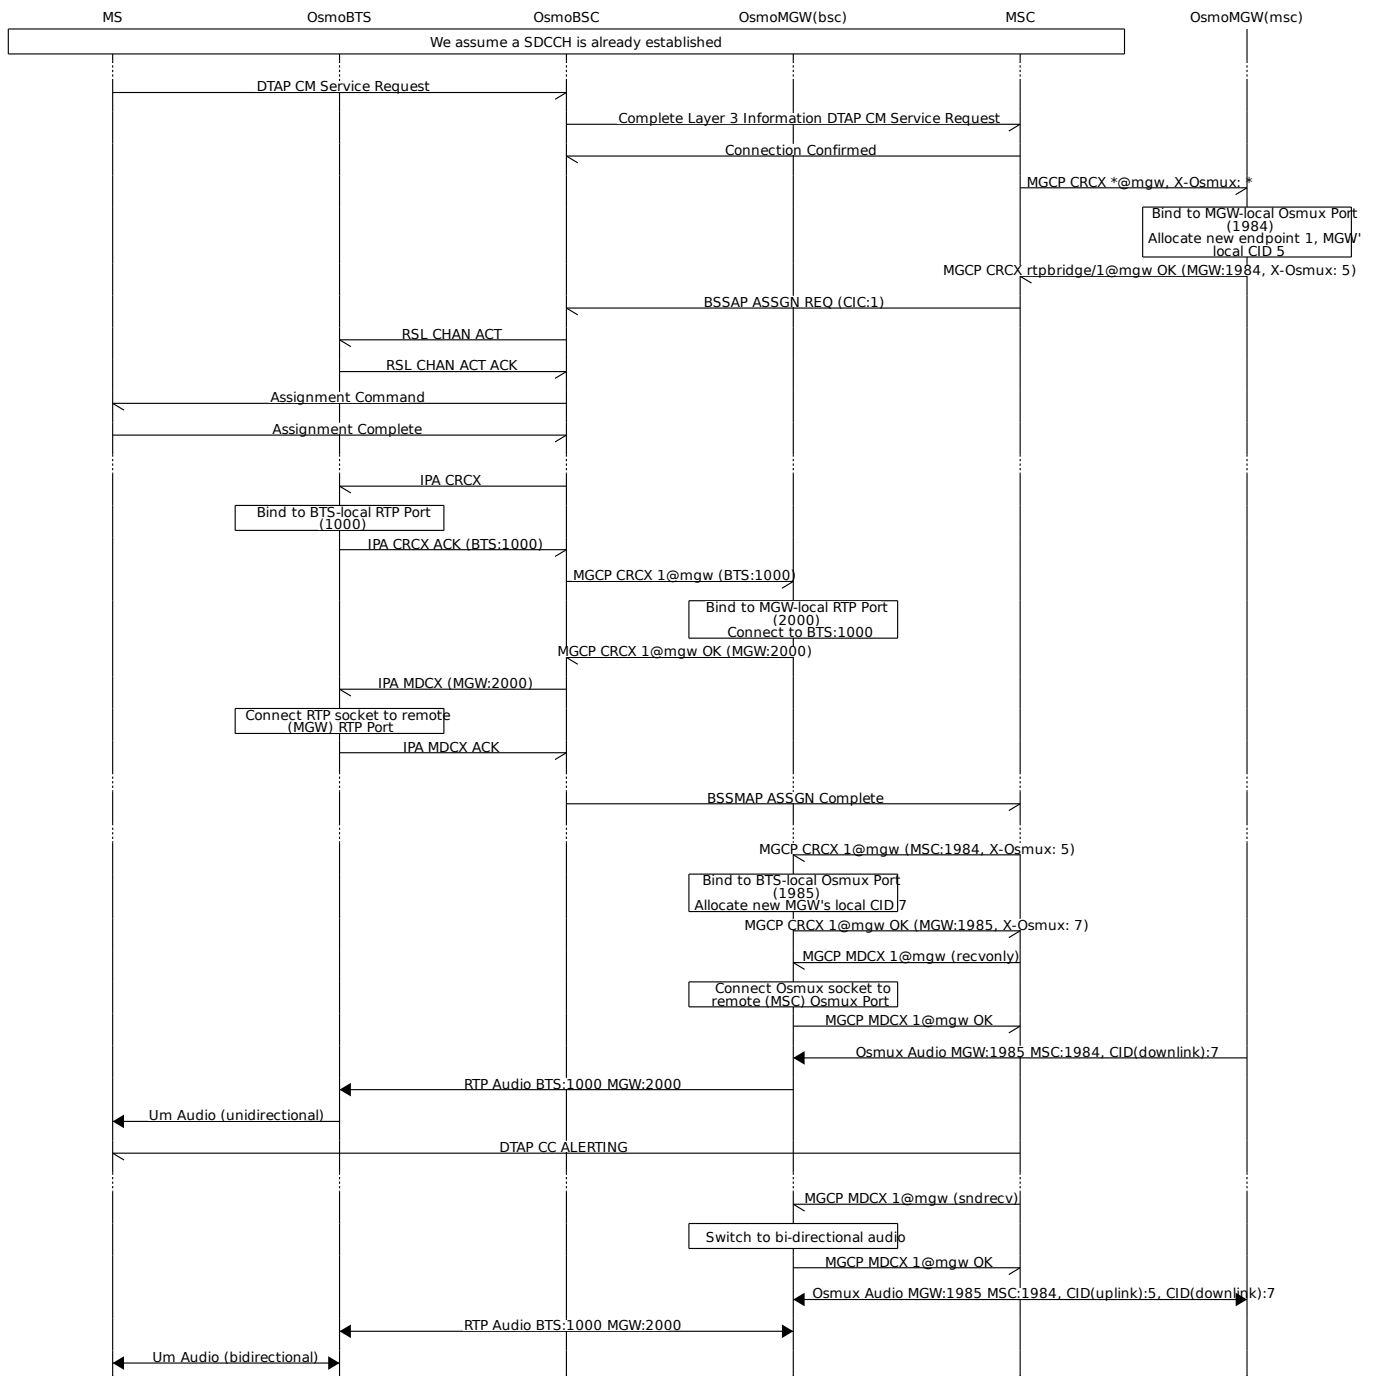 MS OsmoBTS OsmoBSC OsmoMGW(bsc) MSC OsmoMGW(msc)
We assume a SDCCH is already established
DTAP CM Service Request
Complete Layer 3 Information DTAP CM Service Request
Connection Confirmed
MGCP CRCX *@mgw, X-Osmux: *
Bind to MGW-local Osmux Port
(1984)
Allocate new endpoint 1, MGW'
local CID 5
MGCP CRCX rtpbridge/1@mgw OK (MGW:1984, X-Osmux: 5)
BSSAP ASSGN REQ (CIC:1)
RSL CHAN ACT
RSL CHAN ACT ACK
Assignment Command
Assignment Complete
IPA CRCX
Bind to BTS-local RTP Port
(1000)
IPA CRCX ACK (BTS:1000)
MGCP CRCX 1@mgw (BTS:1000)
Bind to MGW-local RTP Port
(2000)
Connect to BTS:1000
MGCP CRCX 1@mgw OK (MGW:2000)
IPA MDCX (MGW:2000)
Connect RTP socket to remote
(MGW) RTP Port
IPA MDCX ACK
BSSMAP ASSGN Complete
MGCP CRCX 1@mgw (MSC:1984, X-Osmux: 5)
Bind to BTS-local Osmux Port
(1985)
Allocate new MGW's local CID 7
MGCP CRCX 1@mgw OK (MGW:1985, X-Osmux: 7)
MGCP MDCX 1@mgw (recvonly)
Connect Osmux socket to
remote (MSC) Osmux Port
MGCP MDCX 1@mgw OK
Osmux Audio MGW:1985 MSC:1984, CID(downlink):7
RTP Audio BTS:1000 MGW:2000
Um Audio (unidirectional)
DTAP CC ALERTING
MGCP MDCX 1@mgw (sndrecv)
Switch to bi-directional audio
MGCP MDCX 1@mgw OK
Osmux Audio MGW:1985 MSC:1984, CID(uplink):5, CID(downlink):7
RTP Audio BTS:1000 MGW:2000
Um Audio (bidirectional)